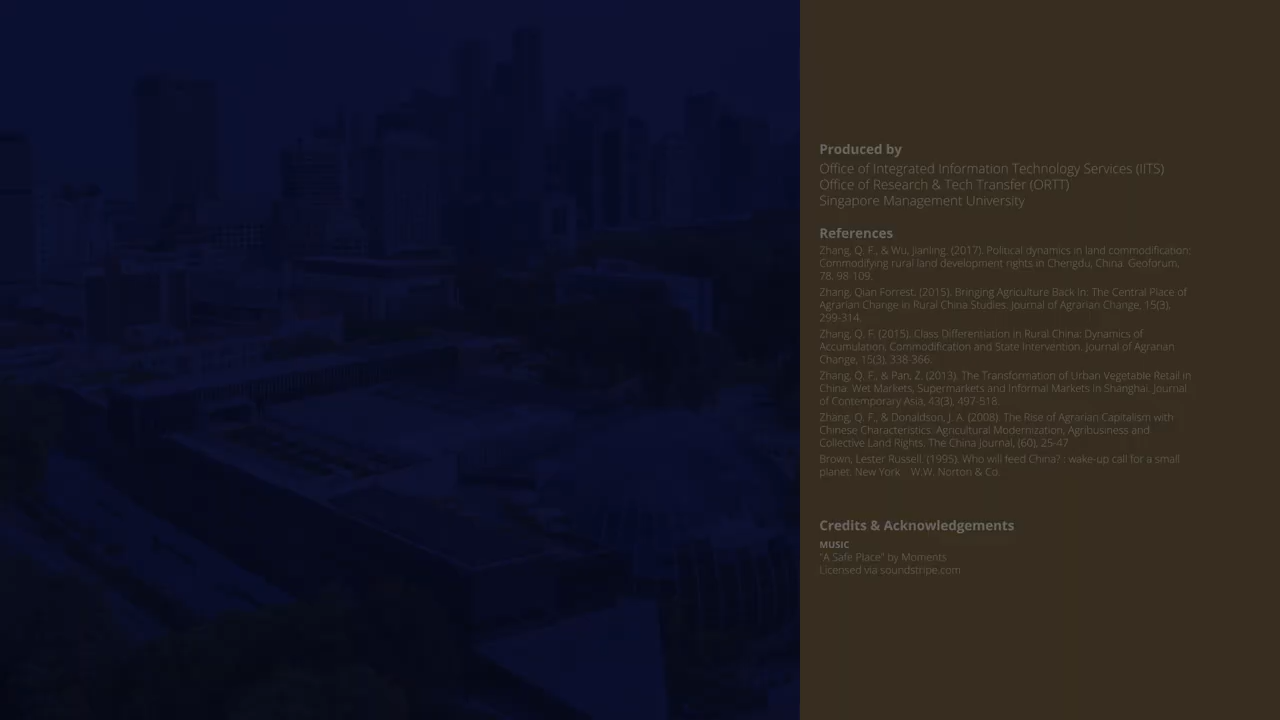 Produced by
Office of Integrated Information Technology Services (IITS)
Office of Research & Tech Transfer (ORTT)
Singapore Management University
References
Zhang, Q. F., & Wu, Jianling. (2017). Political dynamics in land commodification:
Commodifying rural land development rights in Chengdu, China. Geoforum,
78, 98-109.
Zhang, Qian Forrest. (2015). Bringing Agriculture Back In: The Central Place of
Agrarian Change in Rural China Studies. Journal of Agrarian Change, 15(3),
299-314.
Zhang, Q. F. (2015). Class Differentiation in Rural China: Dynamics of
Accumulation, Commodification and State Intervention. Journal of Agrarian
Change, 15(3), 338-366.
Zhang, Q. F., & Pan, Z. (2013). The Transformation of Urban Vegetable Retail in
China: Wet Markets, Supermarkets and Informal Markets in Shanghai. Journal
of Contemporary Asia, 43(3), 497-518.
Zhang, Q. F., & Donaldson, J. A. (2008). The Rise of Agrarian Capitalism with
Chinese Characteristics: Agricultural Modernization, Agribusiness and
Collective Land Rights. The China Journal, (60), 25-47.
Brown, Lester Russell. (1995). Who will feed China? : wake-up call for a small
planet. New York W.W. Norton & Co.
Credits & Acknowledgements
MUSIC
"A Safe Place" by Moments
Licensed via soundstripe.com